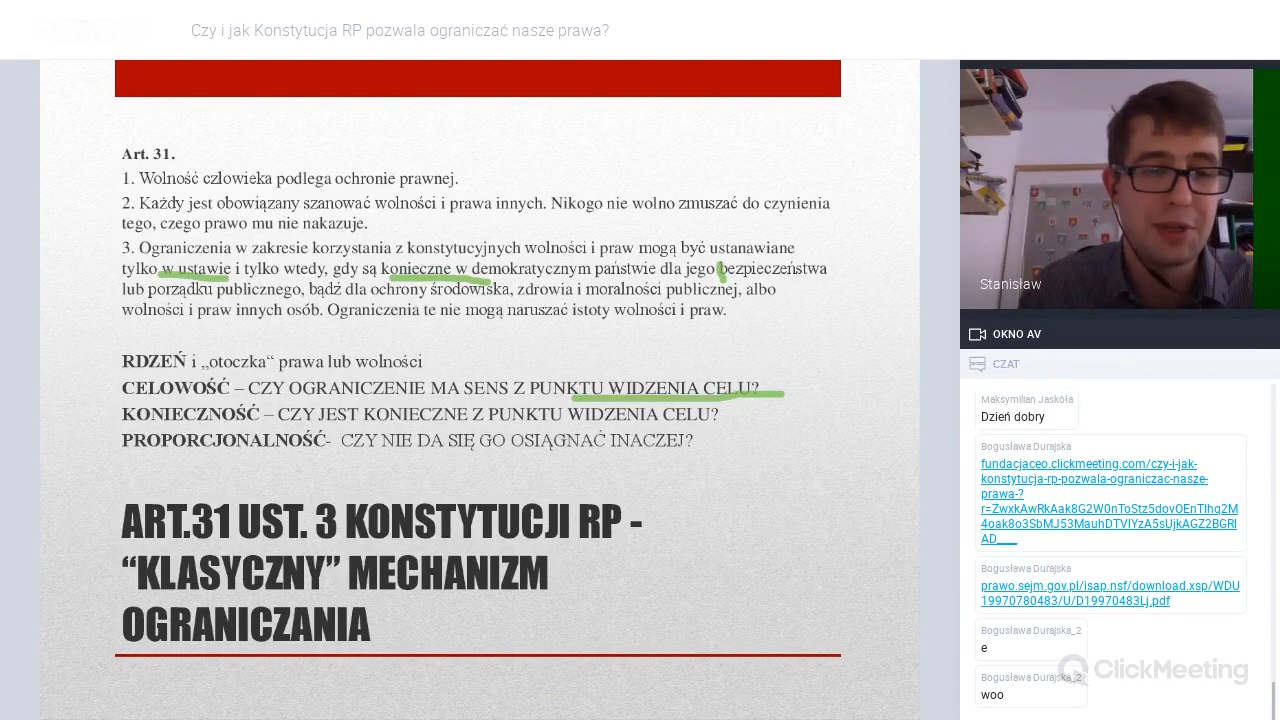 Czy i jak Konstytucja RP pozwala ograniczać nasze prawa?
Art. 31.
1. Wolność człowieka podlega ochronie prawnej.
2. Każdy jest obowiązany szanować wolności i prawa innych. Nikogo nie wolno zmuszać do czynienia
tego, czego prawo mu nie nakazuje.
3. Ograniczenia w zakresie korzystania z konstytucyjnych wolności i praw mogą być ustanawiane
tylko w ustawie i tylko wtedy, gdy są konieczne w demokratycznym państwie dla jego bezpieczeństwa
lub porządku publicznego, bądź dla ochrony środowiska, zdrowia i moralności publicznej, albo
wolności i praw innych osób. Ograniczenia te nie mogą naruszać istoty wolności i praw.
RDZEŃ i „otoczka“ prawa lub wolności
CELOWOŚĆ – CZY OGRANICZENIE MA SENS Z PUNKTU WIDZENIA CELU?
KONIECZNOŚĆ – CZY JEST KONIECZNE Z PUNKTU WIDZENIA CELU?
PROPORCJONALNOŚĆ- CZY NIE DA SIĘ GO OSIĄGNĄĆ INACZEJ?
ART.31 UST. 3 KONSTYTUCJI RP -
“KLASYCZNY” MECHANIZM
OGRANICZANIA
Stanisław
OKNO AV
CZAT
Maksymilian Jaskóła
Dzień dobry
Bogusława Durajska
fundacjaceo.clickmeeting.com/czy-i-jak-
konstytucja-rp-pozwala-ograniczac-nasze-
prawa-?
r=ZwxkAwRkAak8G2W0nToStz5dovOEnTIhq2M
4oak8o3SbMJ53MauhDTVlYzA5sUjkAGZ2BGRl
AD____
Bogusława Durajska
prawo.sejm.gov.pl/isap.nsf/download.xsp/WDU
19970780483/U/D19970483Lj.pdf
Bogusława Durajska_2
e
Bogusława Durajska_2
woo
ClickMeeting